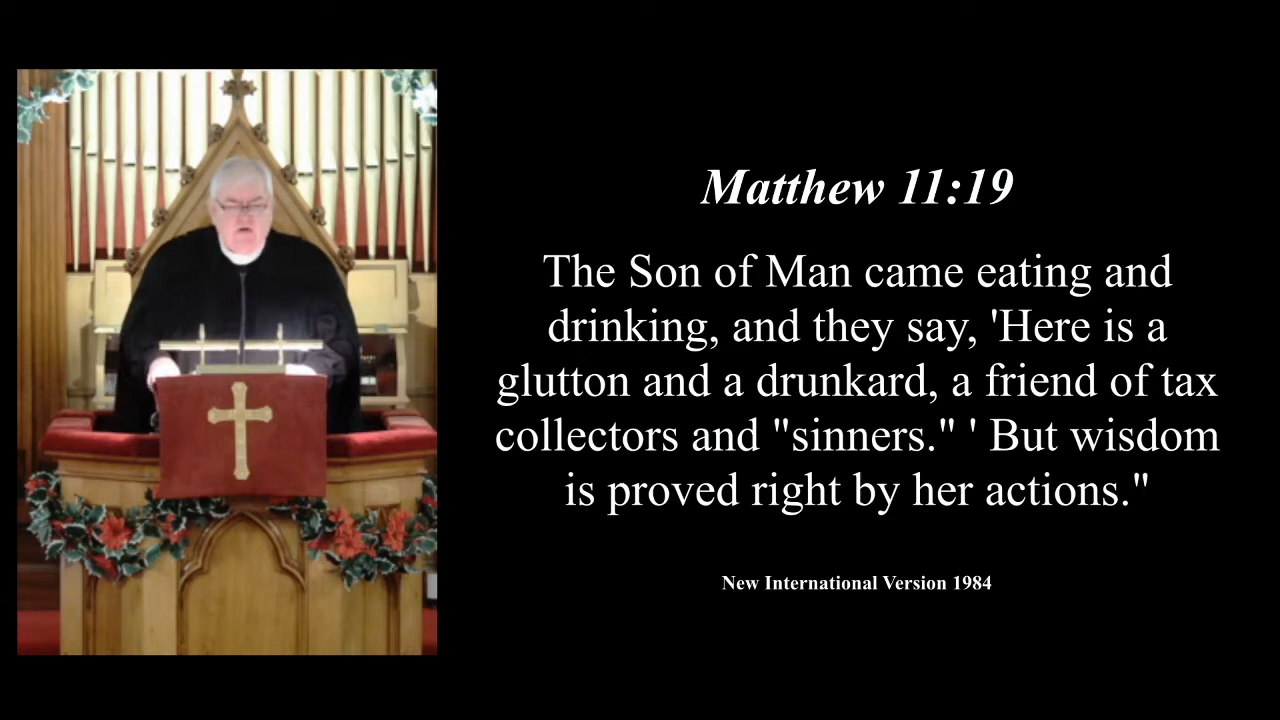 Matthew 11:19
The Son of Man came eating and
drinking, and they say, 'Here is a
glutton and a drunkard, a friend of tax
collectors and "sinners." ' But wisdom
is proved right by her actions."
New International Version 1984